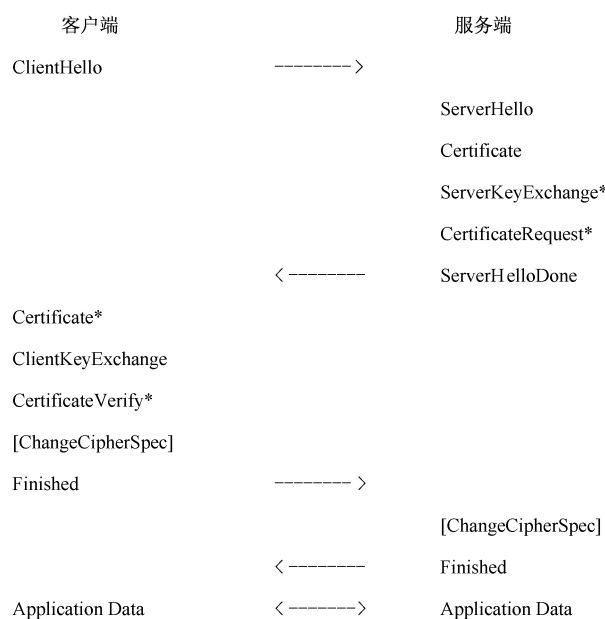 客户端 服务端
ClientHello --------->
ServerHello
Certificate
ServerKeyExchange*
CertificateRequest*
<--------- ServerHelloDone
Certificate*
ClientKeyExchange
CertificateVerify*
[ChangeCipherSpec]
Finished --------->
[ChangeCipherSpec]
<--------- Finished
Application Data <-------> Application Data